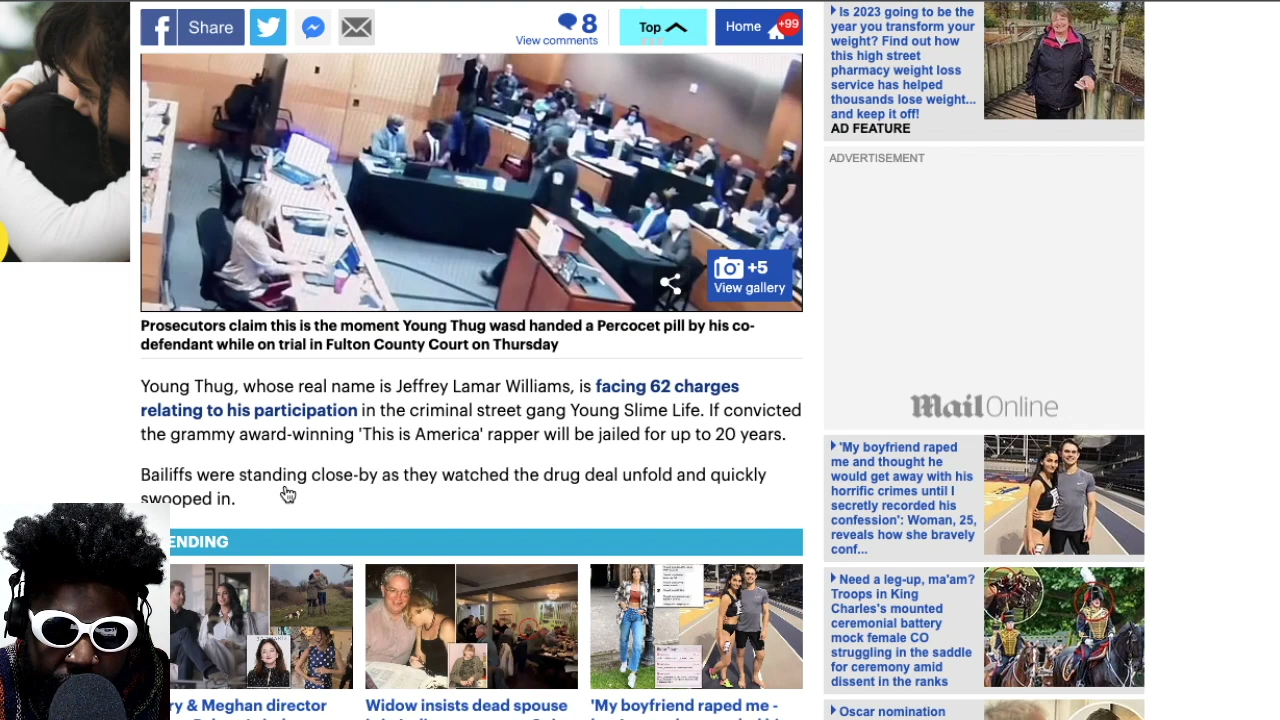 Share
8
View comments
Top
Home
+99
+5
View gallery
Prosecutors claim this is the moment Young Thug wasd handed a Percocet pill by his co-
defendant while on trial in Fulton County Court on Thursday
Young Thug, whose real name is Jeffrey Lamar Williams, is facing 62 charges
relating to his participation in the criminal street gang Young Slime Life. If convicted
the grammy award-winning 'This is America' rapper will be jailed for up to 20 years.
Bailiffs were standing close-by as they watched the drug deal unfold and quickly
swooped in.
ENDING
ry & Meghan director
Widow insists dead spouse
'My boyfriend raped me -
Is 2023 going to be the
year you transform your
weight? Find out how
this high street
pharmacy weight loss
service has helped
thousands lose weight...
and keep it off!
AD FEATURE
ADVERTISEMENT
Mail Online
'My boyfriend raped
me and thought he
would get away with his
horrific crimes until I
secretly recorded his
confession': Woman, 25,
reveals how she bravely
conf...
Need a leg-up, ma'am?
Troops in King
Charles's mounted
ceremonial battery
mock female CO
struggling in the saddle
for ceremony amid
dissent in the ranks
Oscar nomination